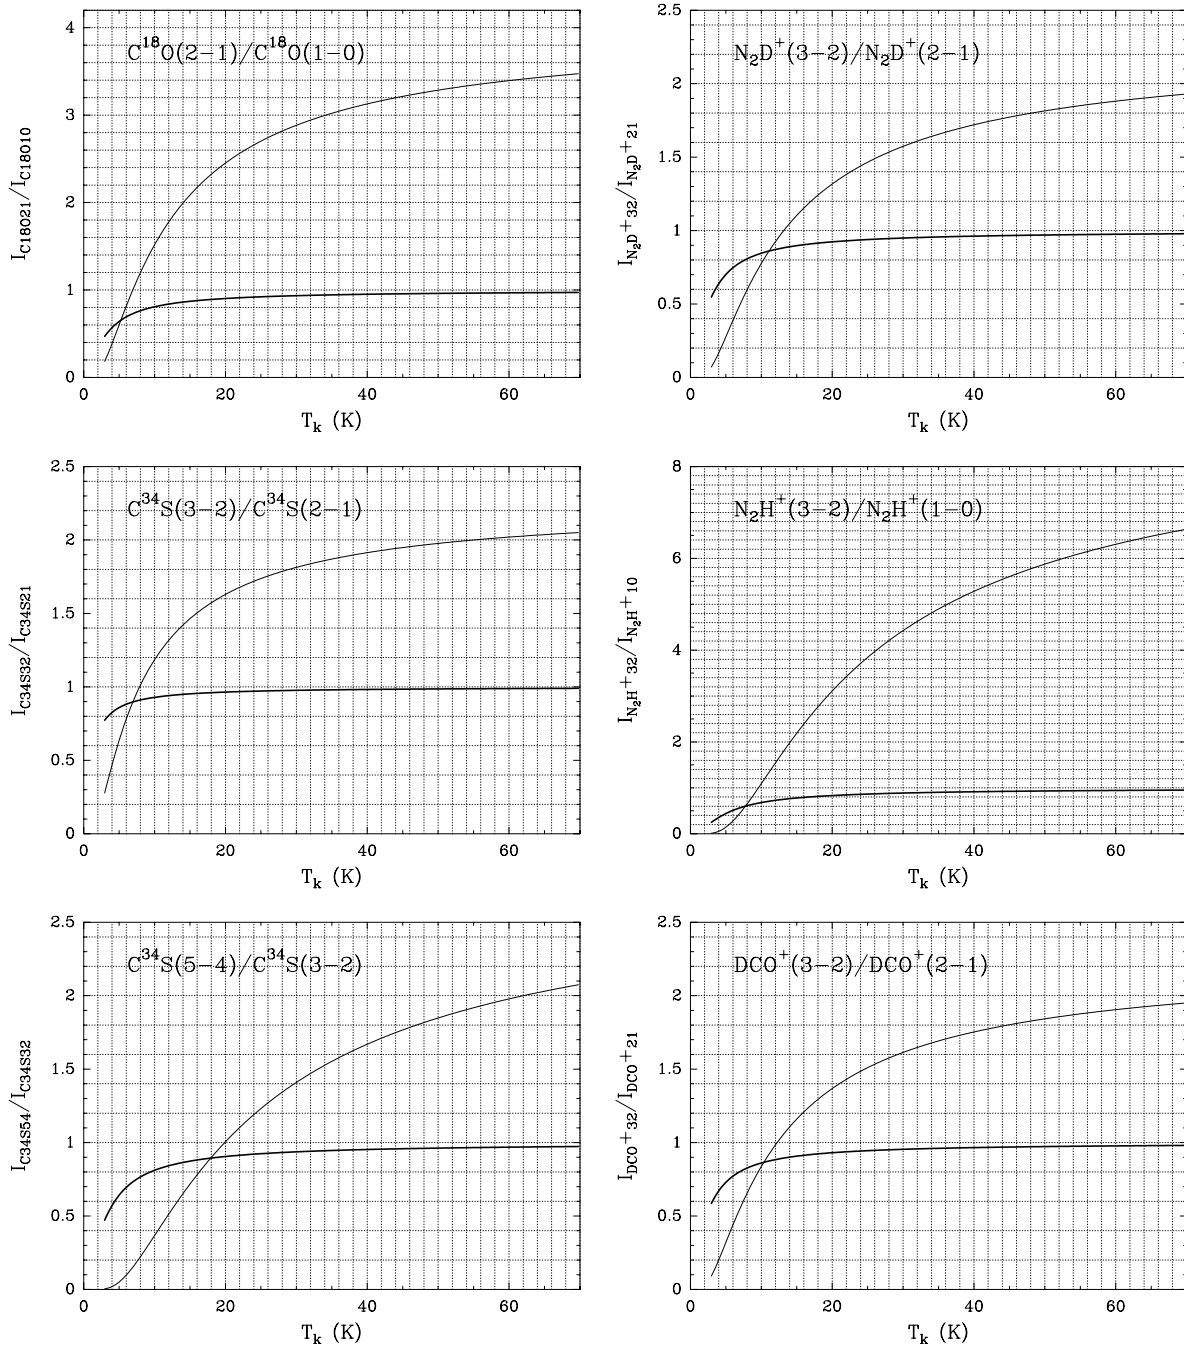 C¹⁸O(2−1)/C¹⁸O(1−0)
I_C18O21/I_C18O10
4
3
2
1
0
0 20 40 60
T_k (K)
N₂D⁺(3−2)/N₂D⁺(2−1)
I_N₂D+32/I_N₂D+21
2.5
2
1.5
1
0.5
0
0 20 40 60
T_k (K)
C³⁴S(3−2)/C³⁴S(2−1)
I_C34S32/I_C34S21
2.5
2
1.5
1
0.5
0
0 20 40 60
T_k (K)
N₂H⁺(3−2)/N₂H⁺(1−0)
I_N₂H+32/I_N₂H+10
8
6
4
2
0
0 20 40 60
T_k (K)
C³⁴S(5−4)/C³⁴S(3−2)
I_C34S54/I_C34S32
2.5
2
1.5
1
0.5
0
0 20 40 60
T_k (K)
DCO⁺(3−2)/DCO⁺(2−1)
I_DCO+32/I_DCO+21
2.5
2
1.5
1
0.5
0
0 20 40 60
T_k (K)